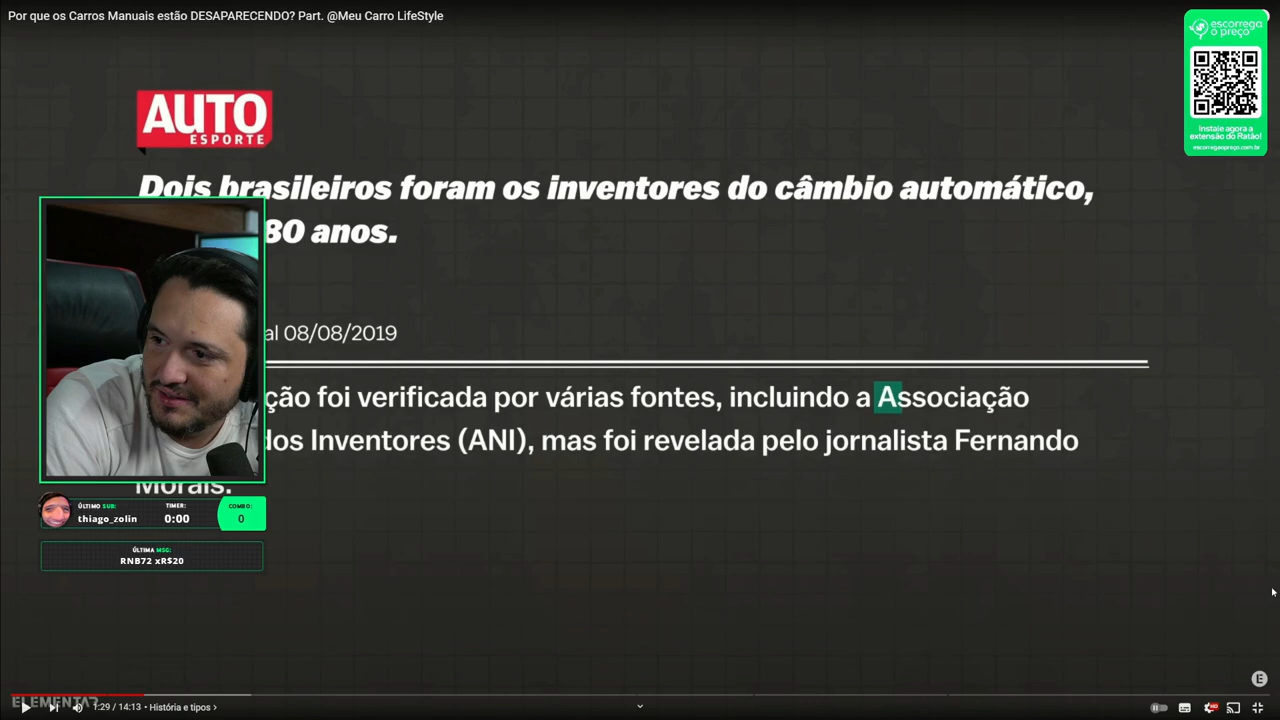 Por que os Carros Manuais estão DESAPARECENDO? Part. @Meu Carro LifeStyle
escorrega
o preço
Instale agora a
extensão do Ratão!
escorregaopreço.com.br
AUTO
ESPORTE
Dois brasileiros foram os inventores do câmbio automático,
80 anos.
al 08/08/2019
ção foi verificada por várias fontes, incluindo a Associação
dos Inventores (ANI), mas foi revelada pelo jornalista Fernando
Morais.
ÚLTIMO SUB:
thiago_zolin
TIMER:
0:00
COMBO:
0
ÚLTIMA MSG:
RNB72 xR$20
ELEMENTAR
1:29 / 14:13 • História e tipos ›
E
HD